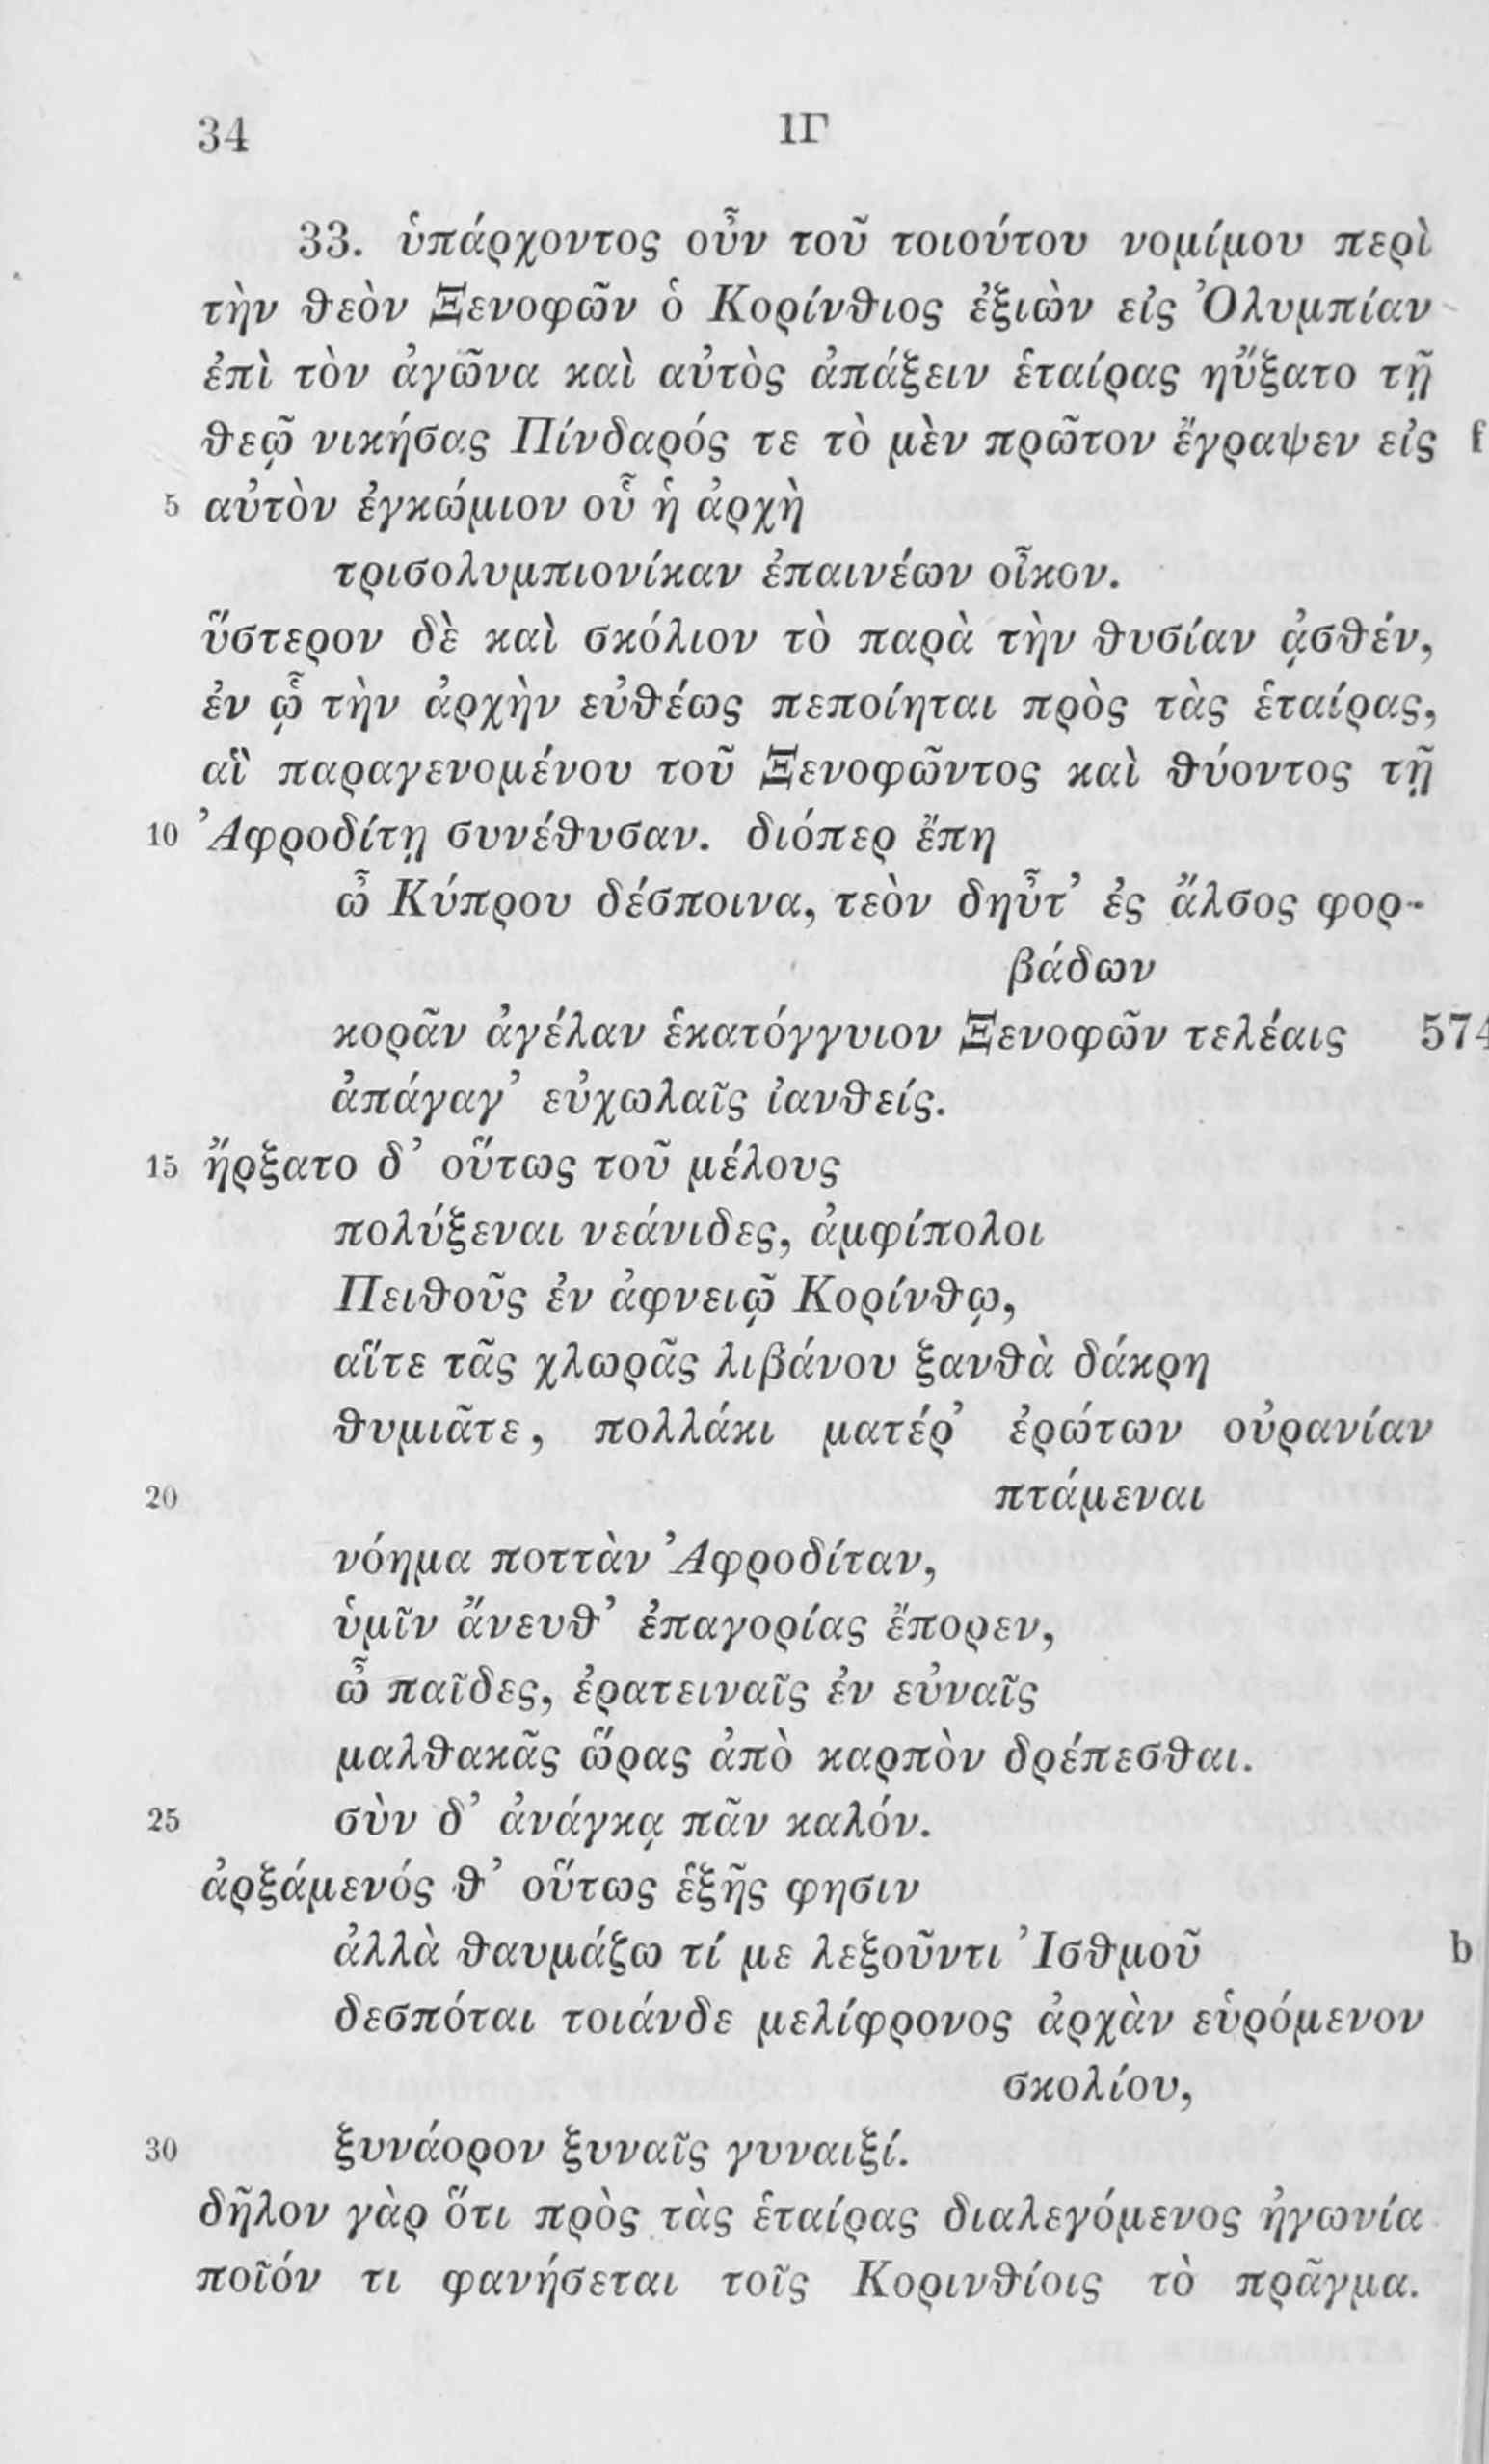 34 ΙΓ
33. ὑπάρχοντος οὖν τοῦ τοιούτου νομίμου περὶ
τὴν θεὸν Ξενοφῶν ὁ Κορίνθιος ἐξιὼν εἰς Ὀλυμπίαν
ἐπὶ τὸν ἀγῶνα καὶ αὐτὸς ἀπάξειν ἑταίρας ηὔξατο τῇ
θεῷ νικήσας Πίνδαρός τε τὸ μὲν πρῶτον ἔγραψεν εἰς f
5 αὐτὸν ἐγκώμιον οὗ ἡ ἀρχὴ
τρισολυμπιονίκαν ἐπαινέων οἶκον.
ὕστερον δὲ καὶ σκόλιον τὸ παρὰ τὴν θυσίαν ᾀσθέν,
ἐν ᾧ τὴν ἀρχὴν εὐθέως πεποίηται πρὸς τὰς ἑταίρας,
αἳ παραγενομένου τοῦ Ξενοφῶντος καὶ θύοντος τῇ
10 Ἀφροδίτῃ συνέθυσαν. διόπερ ἔπη
ὦ Κύπρου δέσποινα, τεὸν δηὖτ’ ἐς ἄλσος φορ-
βάδων
κορᾶν ἀγέλαν ἑκατόγγυιον Ξενοφῶν τελέαις 574
ἀπάγαγ’ εὐχωλαῖς ἰανθείς.
15 ἤρξατο δ’ οὕτως τοῦ μέλους
πολύξεναι νεάνιδες, ἀμφίπολοι
Πειθοῦς ἐν ἀφνειῷ Κορίνθῳ,
αἵτε τᾶς χλωρᾶς λιβάνου ξανθὰ δάκρη
θυμιᾶτε, πολλάκι ματέρ’ ἐρώτων οὐρανίαν
20 πτάμεναι
νόημα ποττὰν Ἀφροδίταν,
ὑμῖν ἄνευθ’ ἐπαγορίας ἔπορεν,
ὦ παῖδες, ἐρατειναῖς ἐν εὐναῖς
μαλθακᾶς ὥρας ἀπὸ καρπὸν δρέπεσθαι.
25 σὺν δ’ ἀνάγκᾳ πᾶν καλόν.
ἀρξάμενός θ’ οὕτως ἑξῆς φησιν
ἀλλὰ θαυμάζω τί με λεξοῦντι Ἰσθμοῦ b
δεσπόται τοιάνδε μελίφρονος ἀρχὰν εὑρόμενον
σκολίου,
30 ξυνάορον ξυναῖς γυναιξί.
δῆλον γὰρ ὅτι πρὸς τὰς ἑταίρας διαλεγόμενος ἠγωνία
ποῖόν τι φανήσεται τοῖς Κορινθίοις τὸ πρᾶγμα.